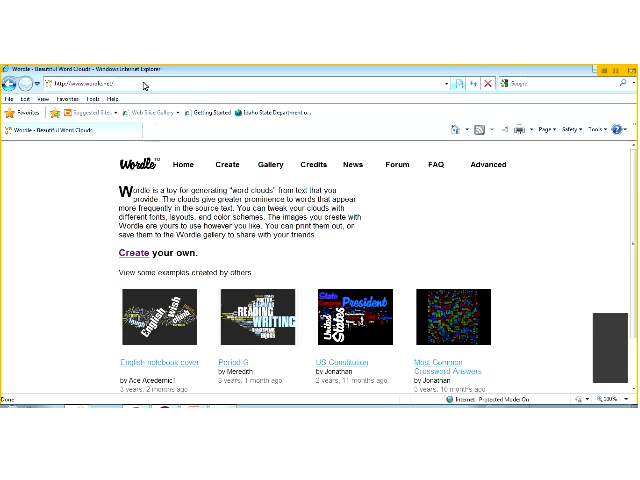 Wordle - Beautiful Word Clouds - Windows Internet Explorer
http://www.wordle.net/
Google
File Edit View Favorites Tools Help
Favorites Suggested Sites Web Slice Gallery Getting Started Idaho State Department o...
Wordle - Beautiful Word Clouds
Page Safety Tools
Wordle™ Home Create Gallery Credits News Forum FAQ Advanced
Wordle is a toy for generating "word clouds" from text that you
provide. The clouds give greater prominence to words that appear
more frequently in the source text. You can tweak your clouds with
different fonts, layouts, and color schemes. The images you create with
Wordle are yours to use however you like. You can print them out, or
save them to the Wordle gallery to share with your friends.
Create your own.
View some examples created by others
English wish climb
READING WRITING
State President United States
English notebook cover
by Ace Acedemic!!
3 years, 2 months ago
Period G
by Meredith
3 years, 1 month ago
US Constitution
by Jonathan
2 years, 11 months ago
Most Common
Crossword Answers
by Jonathan
3 years, 10 months ago
Done Internet | Protected Mode: On 100%